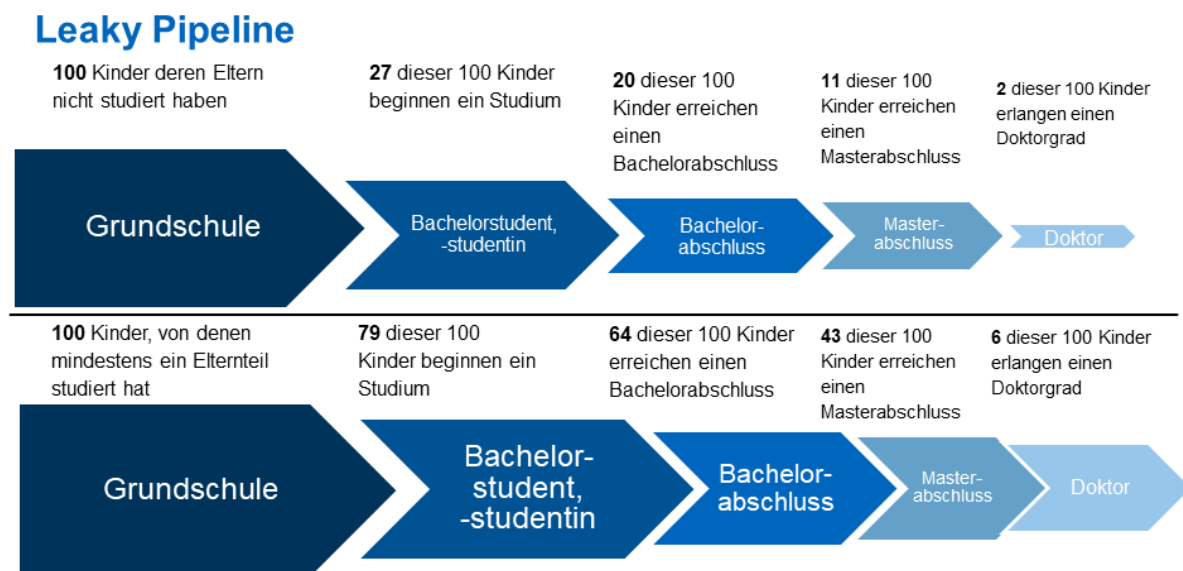 Leaky Pipeline
100 Kinder deren Eltern
nicht studiert haben
27 dieser 100 Kinder
beginnen ein Studium
20 dieser 100
Kinder erreichen
einen
Bachelorabschluss
11 dieser 100
Kinder erreichen
einen
Masterabschluss
2 dieser 100 Kinder
erlangen einen
Doktorgrad
Grundschule
Bachelorstudent,
-studentin
Bachelor-
abschluss
Master-
abschluss
Doktor
100 Kinder, von denen
mindestens ein Elternteil
studiert hat
79 dieser 100
Kinder beginnen ein
Studium
64 dieser 100 Kinder
erreichen einen
Bachelorabschluss
43 dieser 100
Kinder erreichen
einen
Masterabschluss
6 dieser 100 Kinder
erlangen einen
Doktorgrad
Grundschule
Bachelor-
student,
-studentin
Bachelor-
abschluss
Master-
abschluss
Doktor